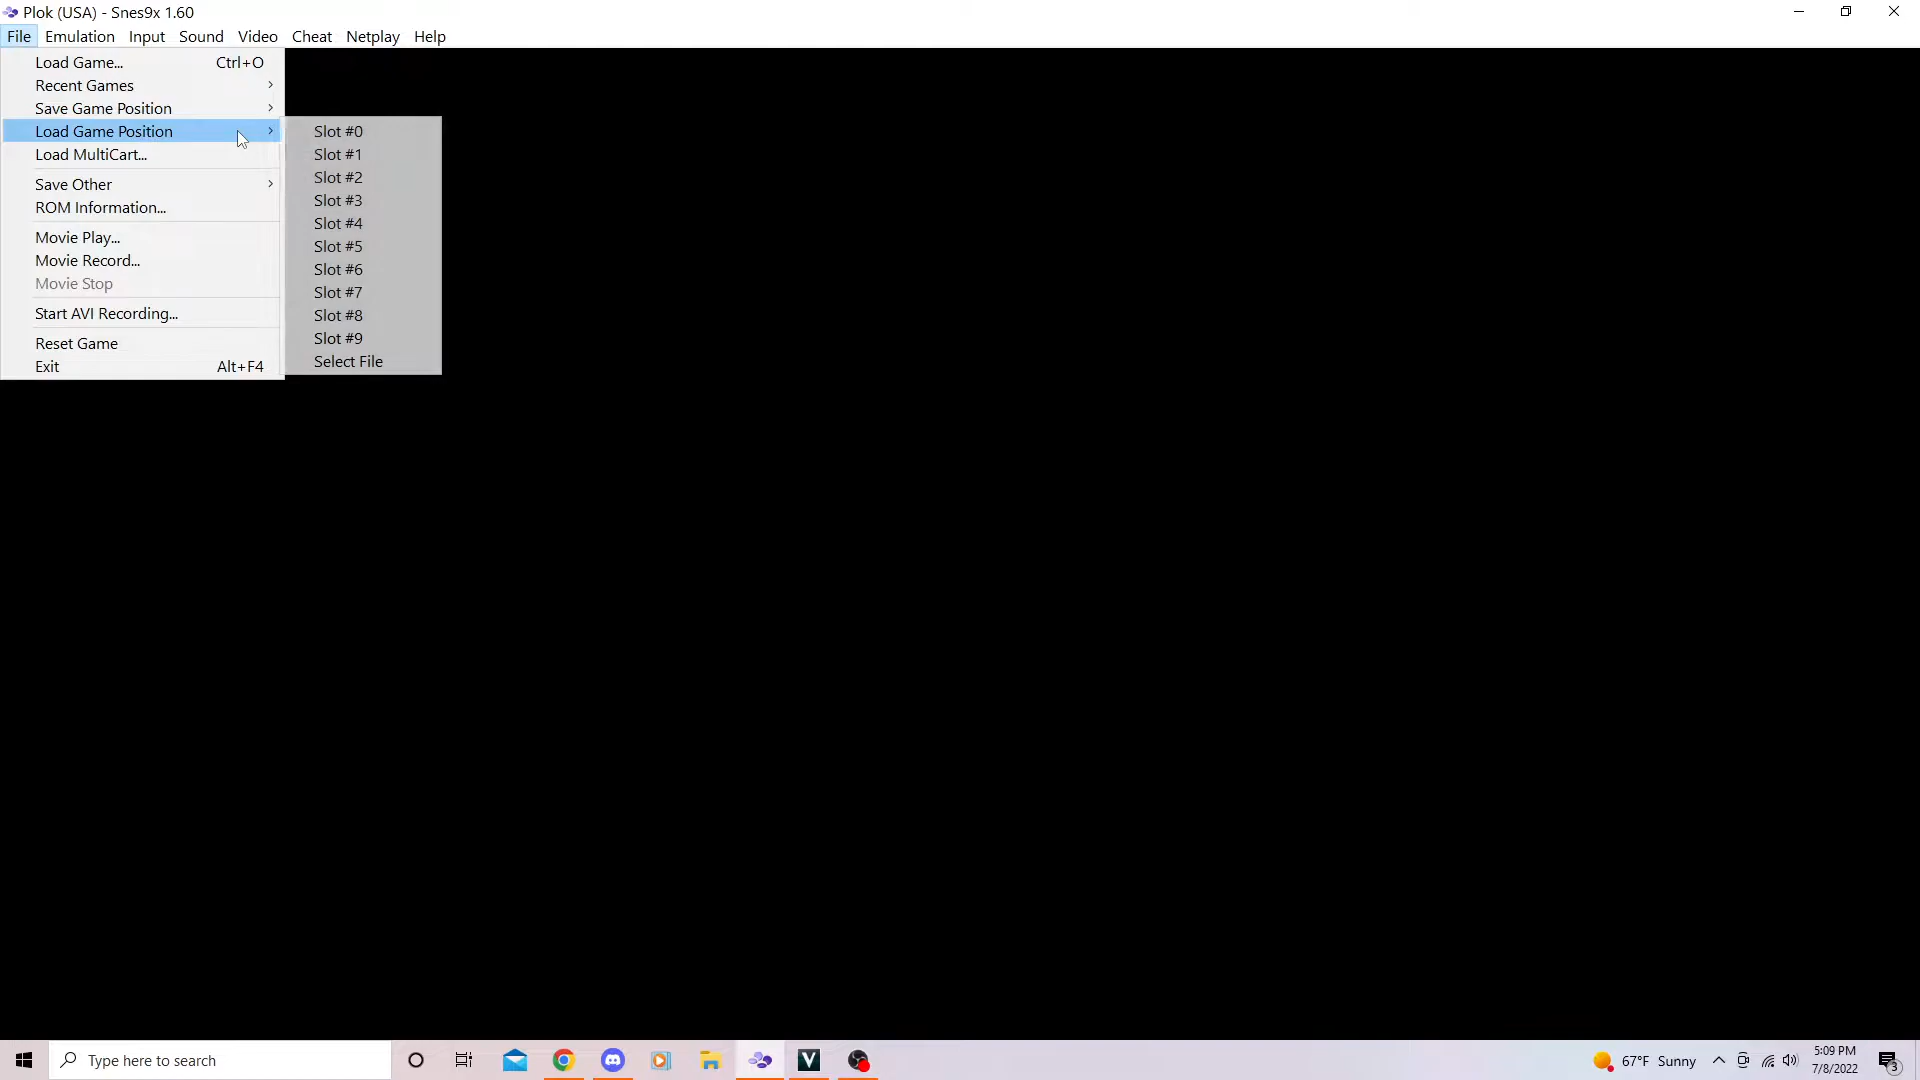 Plok (USA) - Snes9x 1.60
File Emulation Input Sound Video Cheat Netplay Help
Load Game... Ctrl+O
Recent Games
Save Game Position
Load Game Position
Load MultiCart...
Save Other
ROM Information...
Movie Play...
Movie Record...
Movie Stop
Start AVI Recording...
Reset Game
Exit Alt+F4
Slot #0
Slot #1
Slot #2
Slot #3
Slot #4
Slot #5
Slot #6
Slot #7
Slot #8
Slot #9
Select File
Type here to search
V
67°F Sunny
5:09 PM
7/8/2022
3